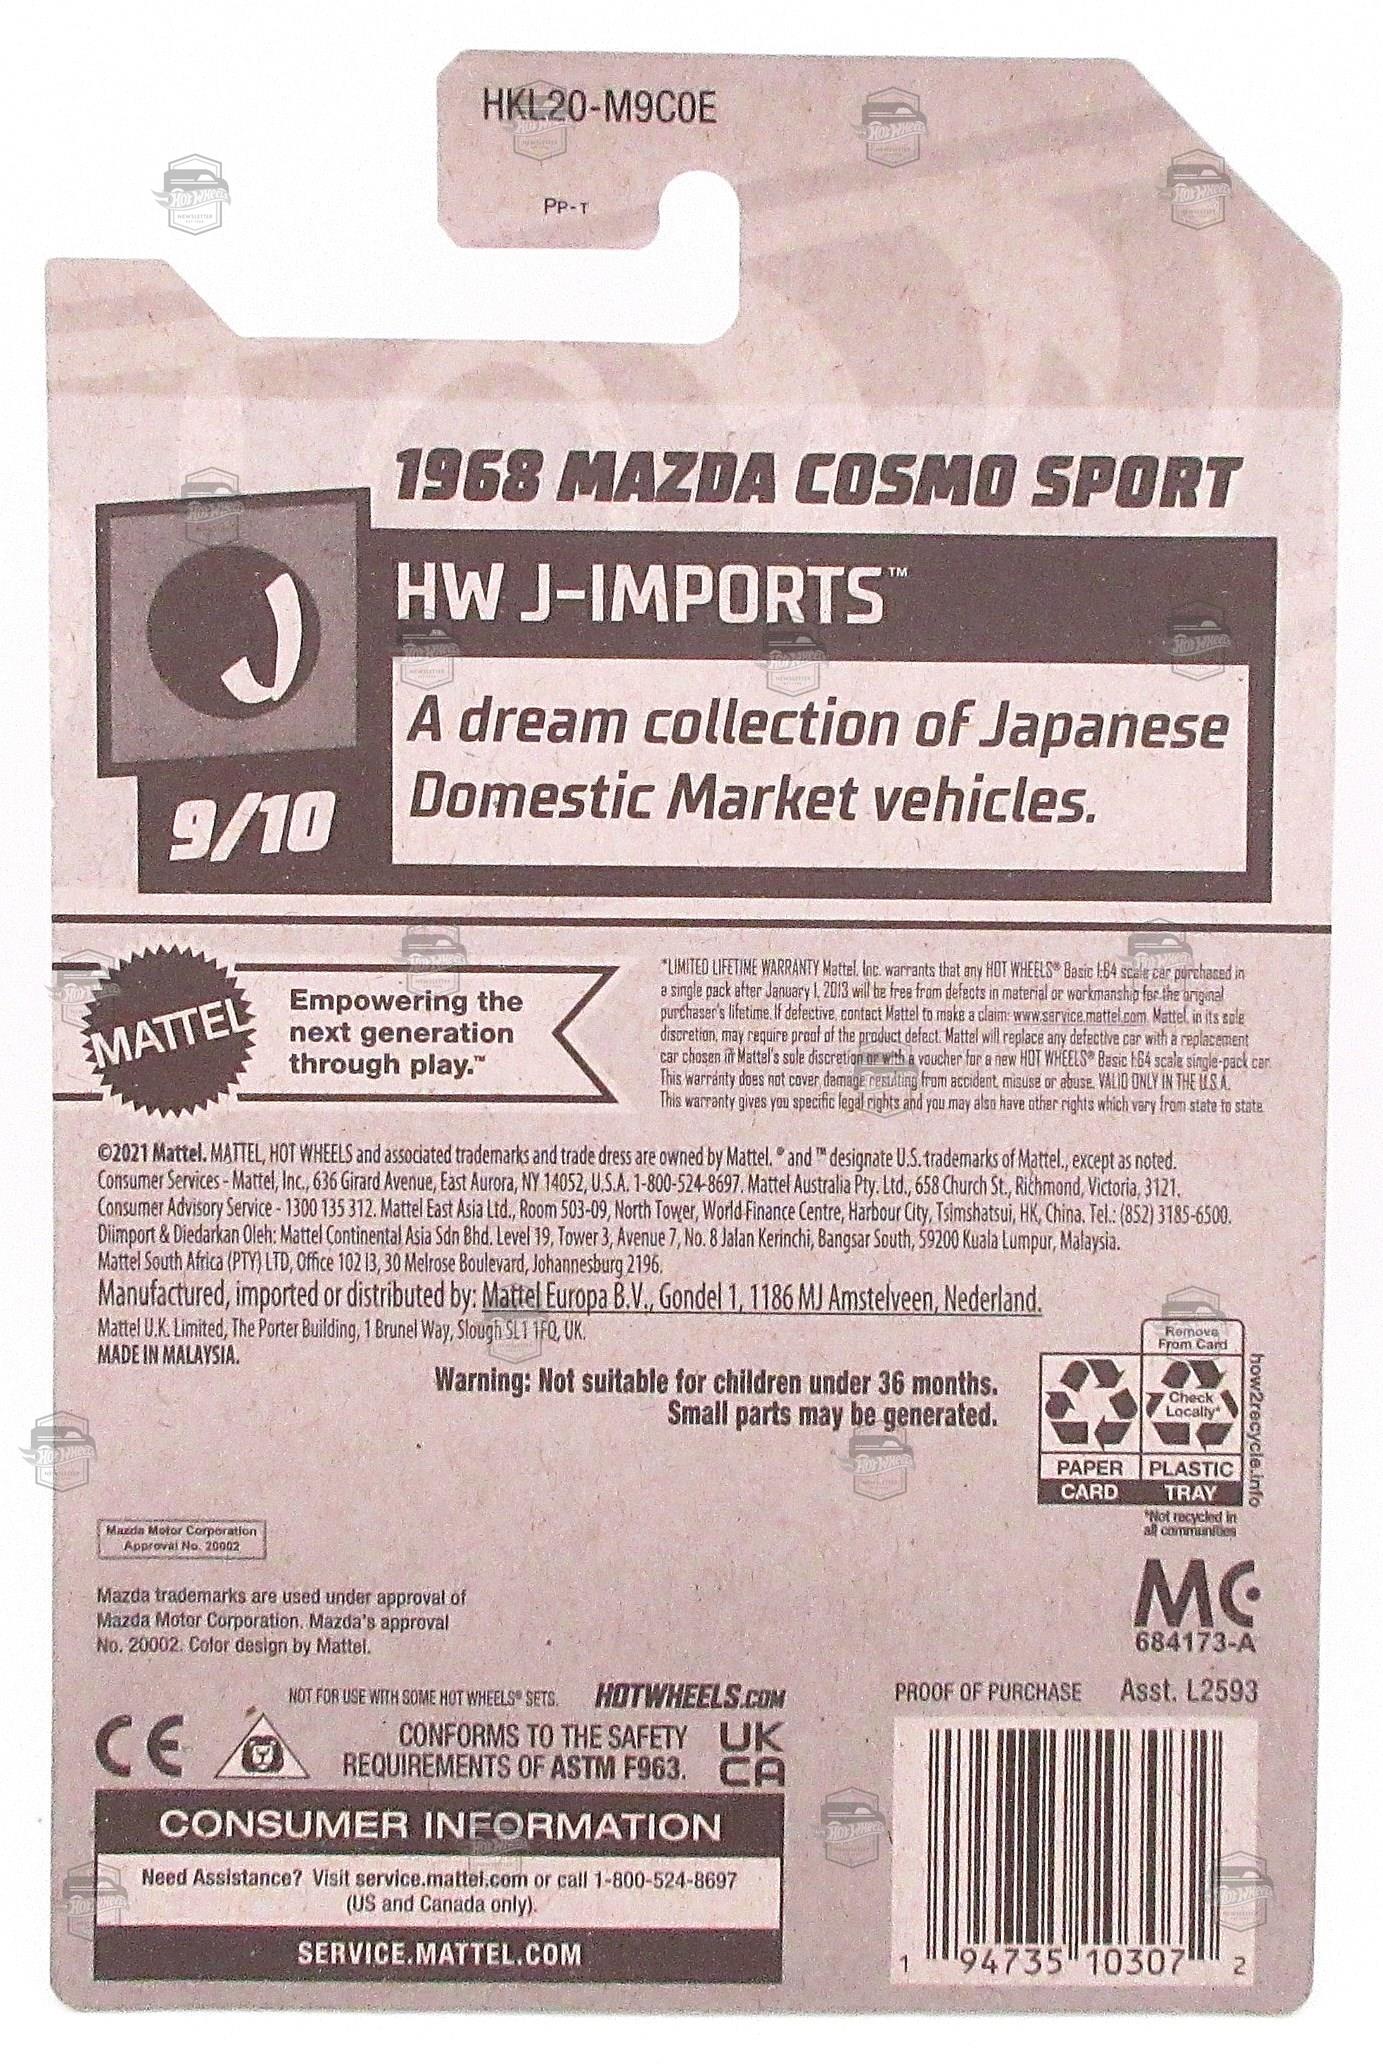 HKL20-M9C0E
PP-T
1968 MAZDA COSMO SPORT
HW J-IMPORTS™
J
A dream collection of Japanese
Domestic Market vehicles.
9/10
MATTEL
Empowering the
next generation
through play.™
*LIMITED LIFETIME WARRANTY Mattel, Inc. warrants that any HOT WHEELS® Basic 1:64 scale car purchased in
a single pack after January 1, 2013 will be free from defects in material or workmanship for the original
purchaser's lifetime. If defective, contact Mattel to make a claim: www.service.mattel.com. Mattel, in its sole
discretion, may require proof of the product defect. Mattel will replace any defective car with a replacement
car chosen in Mattel's sole discretion or with a voucher for a new HOT WHEELS® Basic 1:64 scale single-pack car.
This warranty does not cover damage resulting from accident, misuse or abuse. VALID ONLY IN THE U.S.A.
This warranty gives you specific legal rights and you may also have other rights which vary from state to state.
©2021 Mattel. MATTEL, HOT WHEELS and associated trademarks and trade dress are owned by Mattel. ® and ™ designate U.S. trademarks of Mattel., except as noted.
Consumer Services - Mattel, Inc., 636 Girard Avenue, East Aurora, NY 14052, U.S.A. 1-800-524-8697. Mattel Australia Pty. Ltd., 658 Church St., Richmond, Victoria, 3121.
Consumer Advisory Service - 1300 135 312. Mattel East Asia Ltd., Room 503-09, North Tower, World Finance Centre, Harbour City, Tsimshatsui, HK, China. Tel.: (852) 3185-6500.
Diimport & Diedarkan Oleh: Mattel Continental Asia Sdn Bhd. Level 19, Tower 3, Avenue 7, No. 8 Jalan Kerinchi, Bangsar South, 59200 Kuala Lumpur, Malaysia.
Mattel South Africa (PTY) LTD, Office 102 I3, 30 Melrose Boulevard, Johannesburg 2196.
Manufactured, imported or distributed by: Mattel Europa B.V., Gondel 1, 1186 MJ Amstelveen, Nederland.
Mattel U.K. Limited, The Porter Building, 1 Brunel Way, Slough SL1 1FQ, UK.
MADE IN MALAYSIA.
Warning: Not suitable for children under 36 months.
Small parts may be generated.
Remove
From Card
Check
Locally*
PAPER
PLASTIC
CARD
TRAY
*Not recycled in
all communities
how2recycle.info
Mazda Motor Corporation
Approval No. 20002
Mazda trademarks are used under approval of
Mazda Motor Corporation. Mazda's approval
No. 20002. Color design by Mattel.
MC
684173-A
NOT FOR USE WITH SOME HOT WHEELS® SETS.
HOTWHEELS.COM
PROOF OF PURCHASE
Asst. L2593
CE
CONFORMS TO THE SAFETY
REQUIREMENTS OF ASTM F963.
UK
CA
CONSUMER INFORMATION
Need Assistance? Visit service.mattel.com or call 1-800-524-8697
(US and Canada only).
SERVICE.MATTEL.COM
1 94735 10307 2
HOT WHEELS
NEWSLETTER